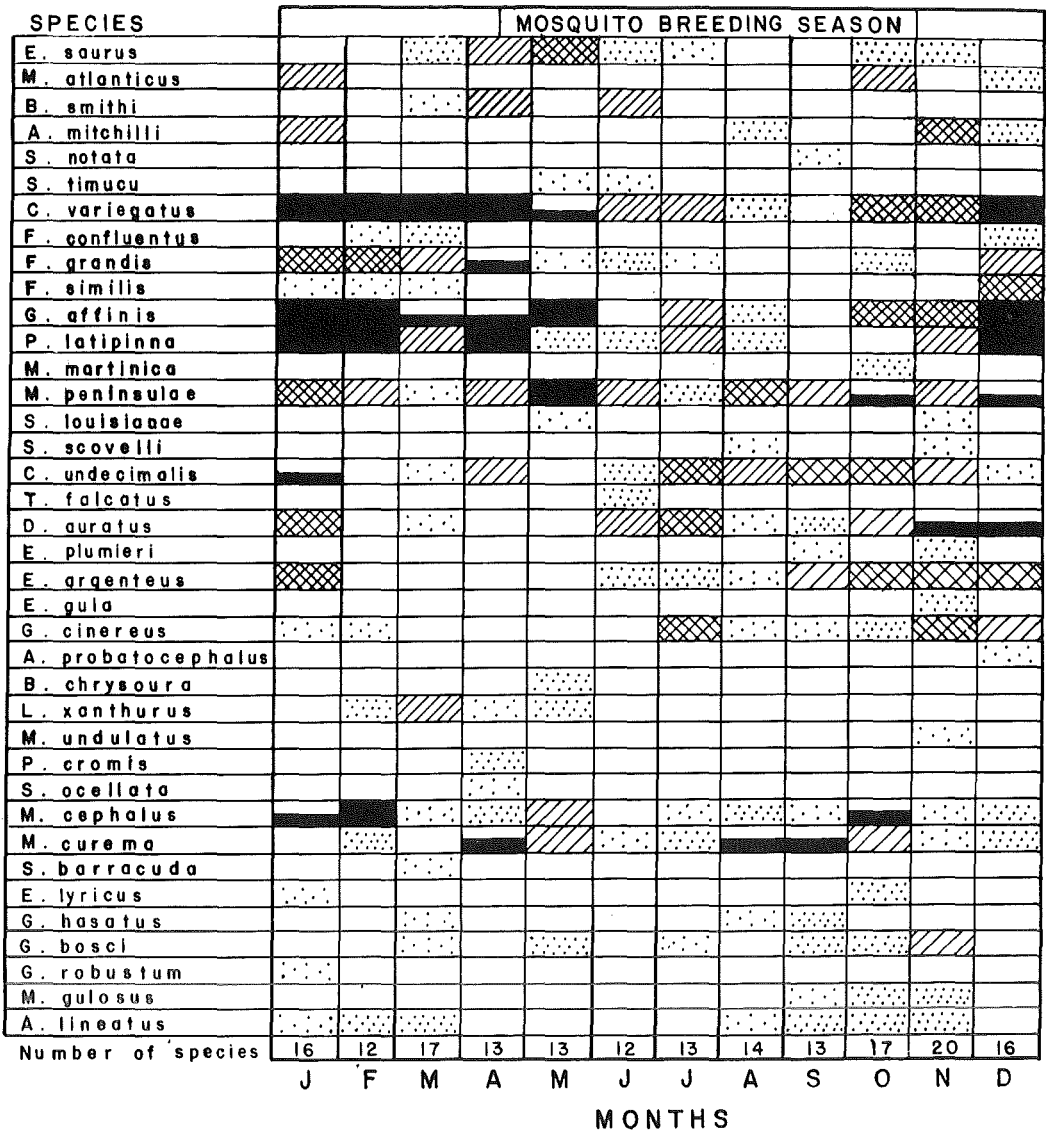 SPECIES MOSQUITO BREEDING SEASON
E. saurus
M. atlanticus
B. smithi
A. mitchilli
S. notata
S. timucu
C. variegatus
F. confluentus
F. grandis
F. similis
G. affinis
P. latipinna
M. martinica
M. peninsulae
S. louisianae
S. scovelli
C. undecimalis
T. falcatus
D. auratus
E. plumieri
E. argenteus
E. gula
G. cinereus
A. probatocephalus
B. chrysoura
L. xanthurus
M. undulatus
P. cromis
S. ocellata
M. cephalus
M. curema
S. barracuda
E. lyricus
G. hasatus
G. bosci
G. robustum
M. gulosus
A. lineatus
Number of species 16 12 17 13 13 12 13 14 13 17 20 16
J F M A M J J A S O N D
MONTHS